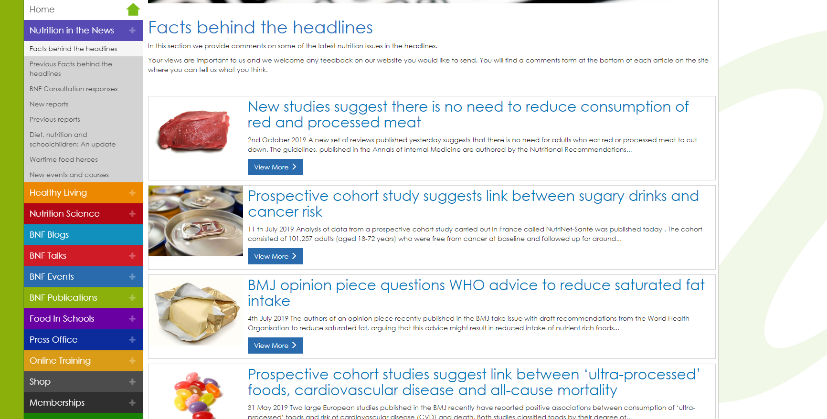 Home
Nutrition in the News
Facts behind the headlines
Previous Facts behind the
headlines
BNF Consultation responses
New reports
Previous reports
Diet, nutrition and
schoolchildren: An update
Wartime food heroes
New events and courses
Healthy Living
Nutrition Science
BNF Blogs
BNF Talks
BNF Events
BNF Publications
Food In Schools
Press Office
Online Training
Shop
Memberships
Facts behind the headlines
In this section we provide comments on some of the latest nutrition issues in the headlines.
Your views are important to us and we welcome any feedback on our website you would like to send. You will find a comments form at the bottom of each article on the site
where you can tell us what you think.
New studies suggest there is no need to reduce consumption of
red and processed meat
2nd October 2019 A new set of reviews published yesterday suggests that there is no need for adults who eat red or processed meat to cut
down. The guidelines, published in the Annals of Internal Medicine are authored by the Nutritional Recommendations...
View More
Prospective cohort study suggests link between sugary drinks and
cancer risk
11 th July 2019 Analysis of data from a prospective cohort study carried out in France called NutriNet-Santé was published today . The cohort
consisted of 101,257 adults (aged 18-72 years) who were free from cancer at baseline and followed up for around...
View More
BMJ opinion piece questions WHO advice to reduce saturated fat
intake
4th July 2019 The authors of an opinion piece recently published in the BMJ take issue with draft recommendations from the World Health
Organisation to reduce saturated fat, arguing that this advice might result in reduced intake of nutrient rich foods...
View More
Prospective cohort studies suggest link between ‘ultra-processed’
foods, cardiovascular disease and all-cause mortality
31 May 2019 Two large European studies published in the BMJ recently have reported positive associations between consumption of ‘ultra-
processed’ foods and risk of cardiovascular disease (CVD) and death. Both studies classified foods by their degree of...